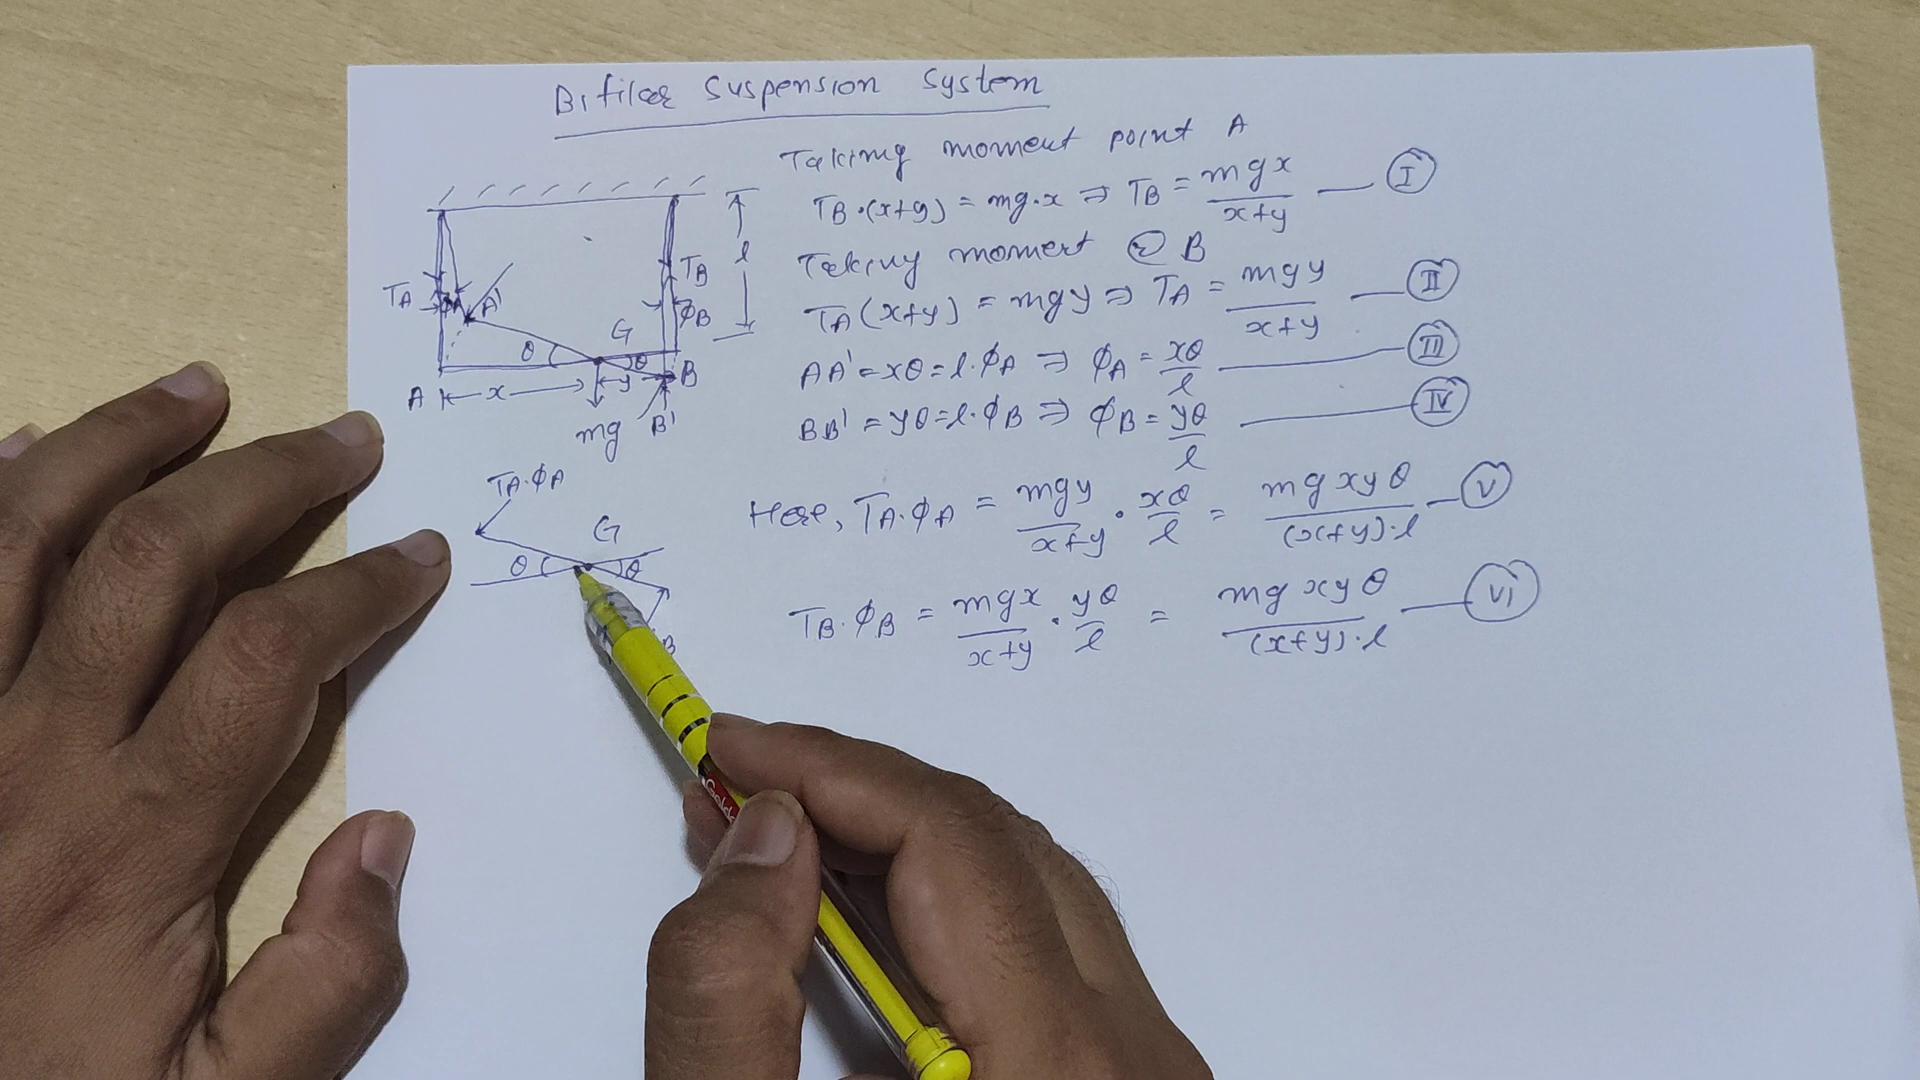 Bifilar Suspension System
Taking moment point A
TB·(x+y) = mg·x ⇒ TB = mgx/(x+y) — I
Taking moment @ B
TA(x+y) = mgy ⇒ TA = mgy/(x+y) — II
AA' = xθ = l·ϕA ⇒ ϕA = xθ/l — III
BB' = yθ = l·ϕB ⇒ ϕB = yθ/l — IV
Here, TA·ϕA = mgy/(x+y) · xθ/l = mgxyθ/((x+y)·l) — V
TB·ϕB = mgx/(x+y) · yθ/l = mgxyθ/((x+y)·l) — VI
l
TA
ϕA
A'
TB
ϕB
G
θ
θ
A
x
y
B
mg
B'
TA·ϕA
G
θ
θ
B